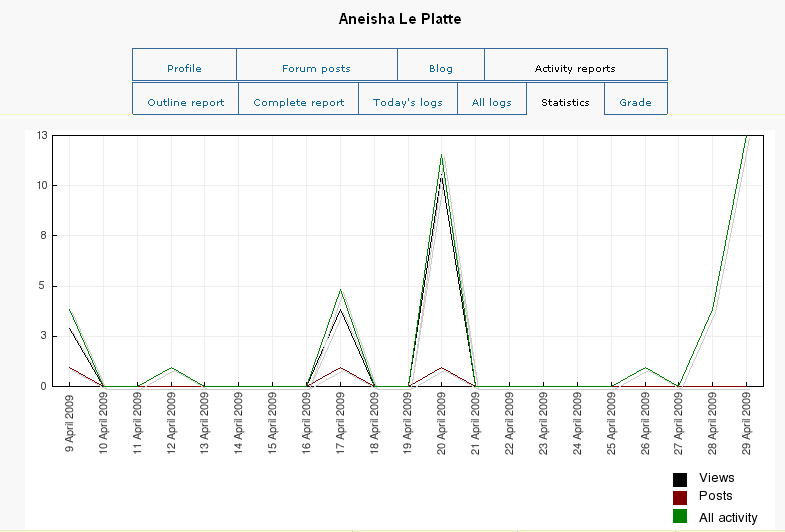 Aneisha Le Platte
Profile Forum posts Blog Activity reports
Outline report Complete report Today's logs All logs Statistics Grade
13
10
8
5
3
0
9 April 2009 10 April 2009 11 April 2009 12 April 2009 13 April 2009 14 April 2009 15 April 2009 16 April 2009 17 April 2009 18 April 2009 19 April 2009 20 April 2009 21 April 2009 22 April 2009 23 April 2009 24 April 2009 25 April 2009 26 April 2009 27 April 2009 28 April 2009 29 April 2009
Views
Posts
All activity